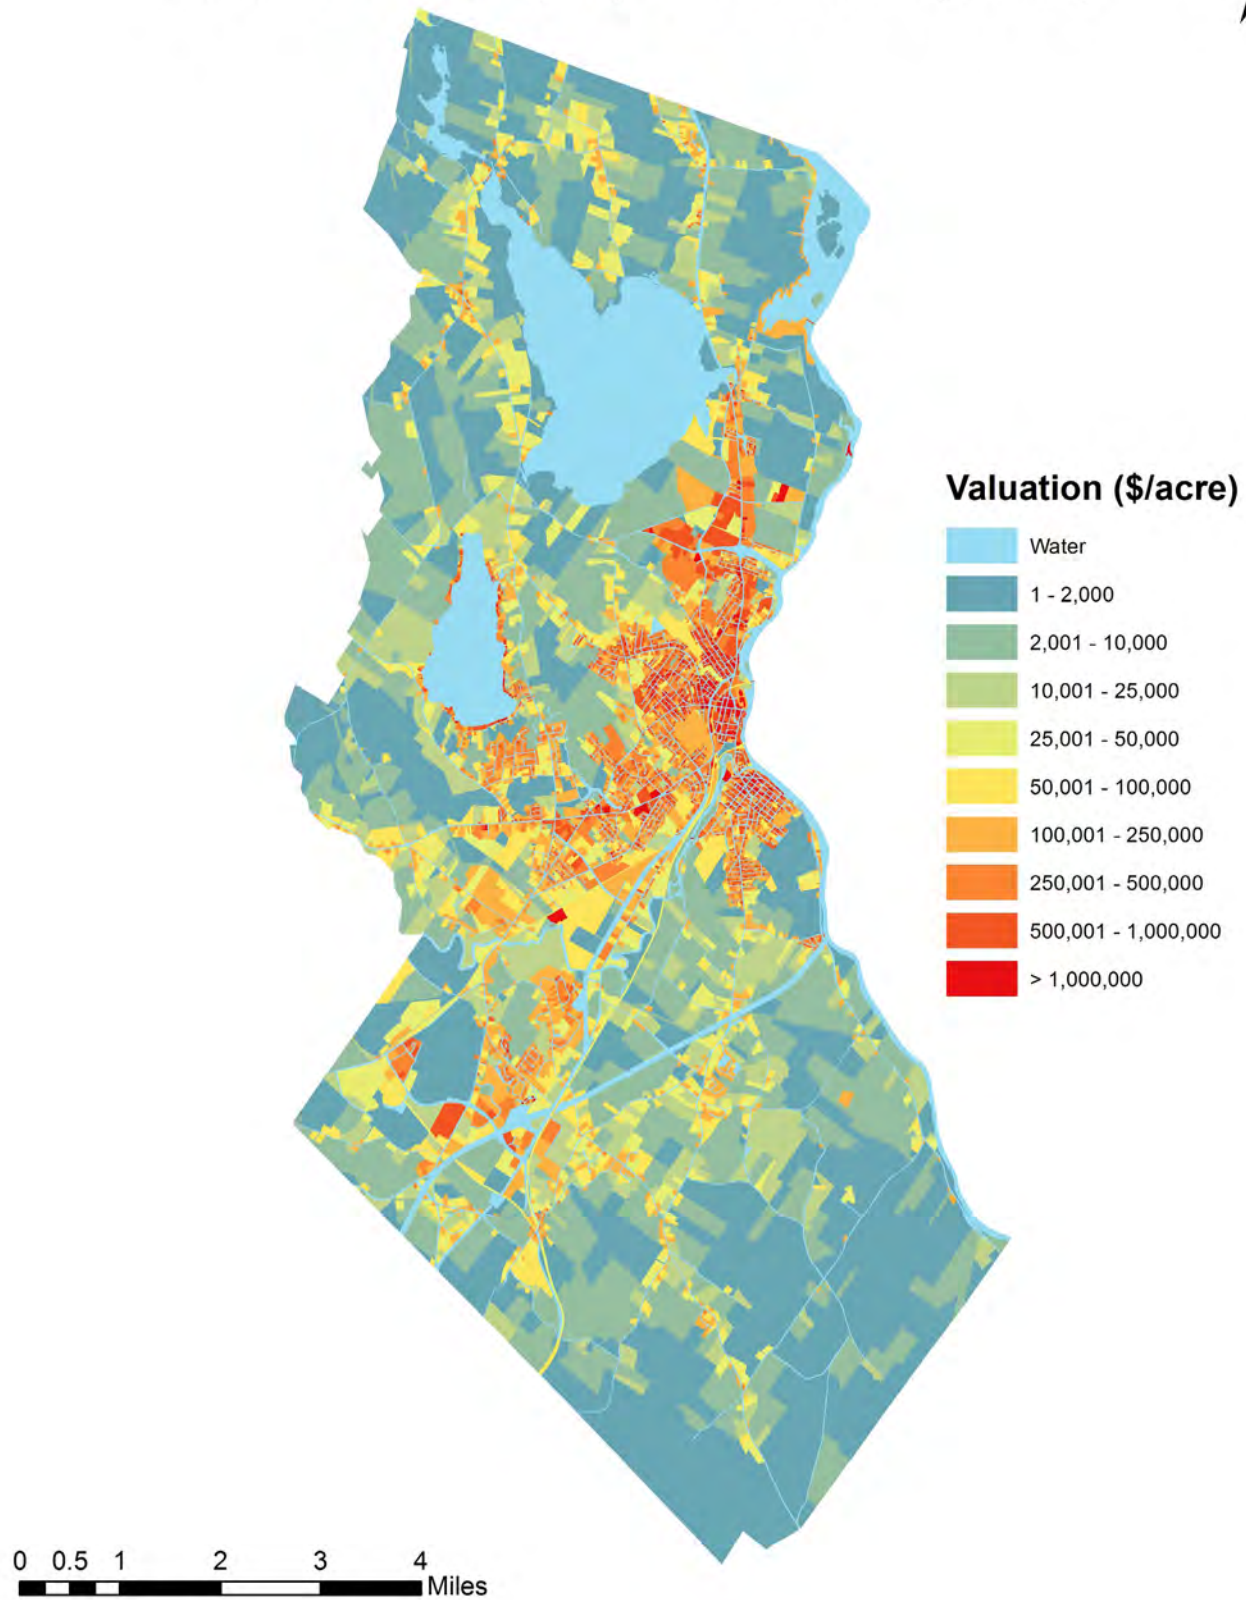 Valuation ($/acre)
Water
1 - 2,000
2,001 - 10,000
10,001 - 25,000
25,001 - 50,000
50,001 - 100,000
100,001 - 250,000
250,001 - 500,000
500,001 - 1,000,000
> 1,000,000
0 0.5 1 2 3 4
Miles